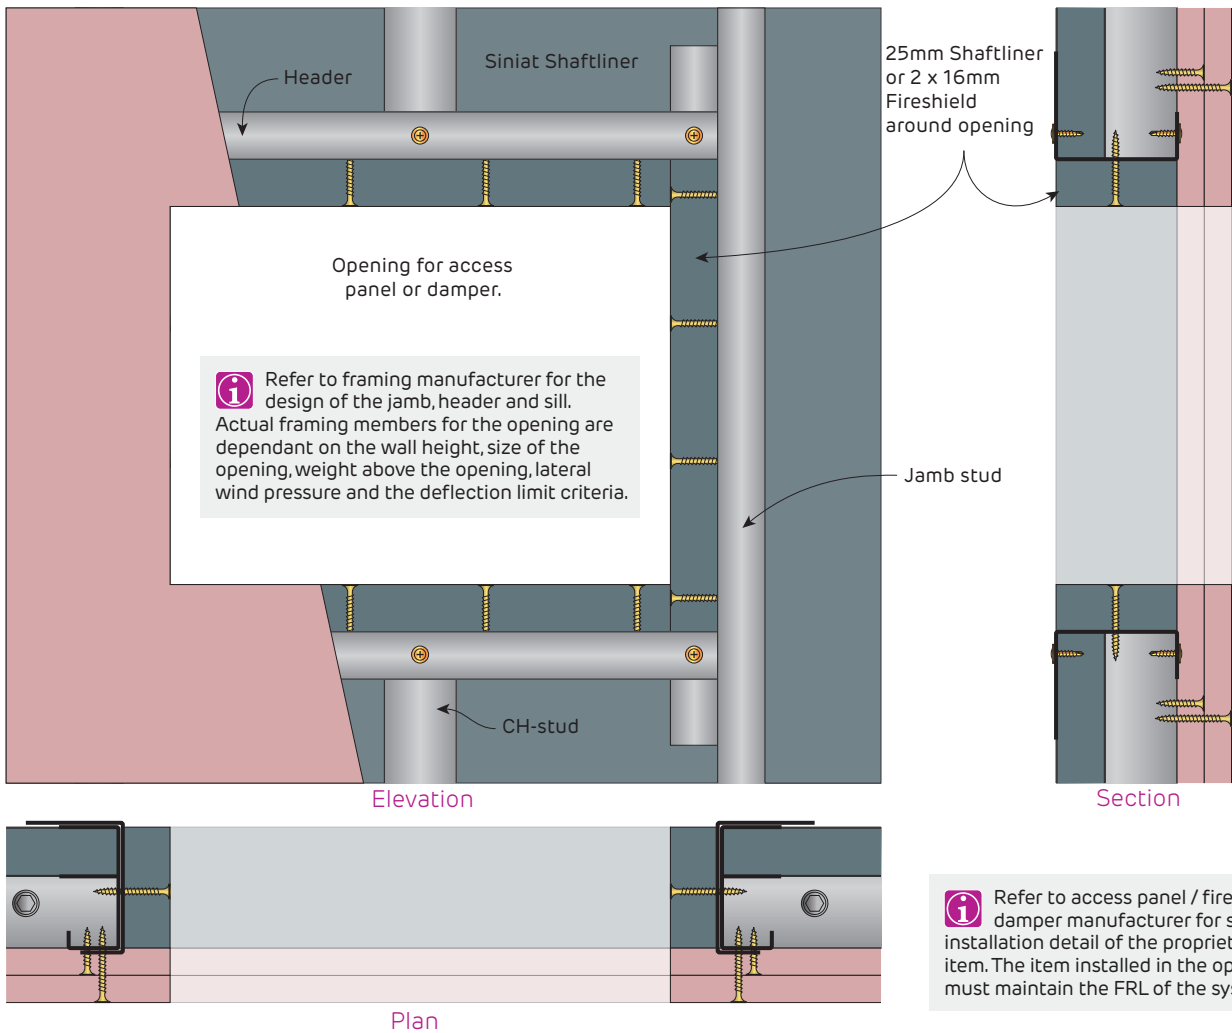 Header
Siniat Shaftliner
25mm Shaftliner
or 2 x 16mm
Fireshield
around opening
Opening for access
panel or damper.
Refer to framing manufacturer for the
design of the jamb, header and sill.
Actual framing members for the opening are
dependant on the wall height, size of the
opening, weight above the opening, lateral
wind pressure and the deflection limit criteria.
Jamb stud
CH-stud
Elevation
Section
Plan
Refer to access panel / fire
damper manufacturer for
installation detail of the
item. The item installed in the
must maintain the FRL of the